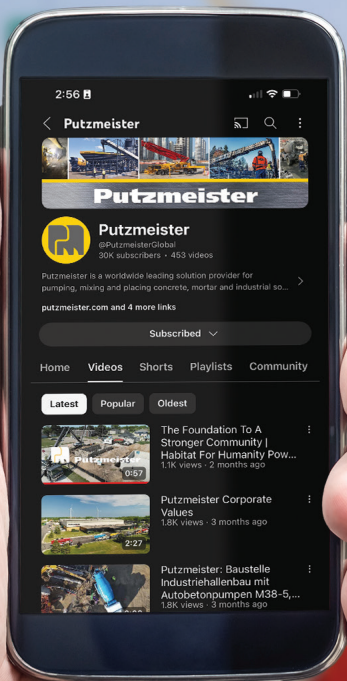 2:56
Putzmeister
Putzmeister
Putzmeister
@PutzmeisterGlobal
30K subscribers · 453 videos
Putzmeister is a worldwide leading solution provider for
pumping, mixing and placing concrete, mortar and industrial so...
putzmeister.com and 4 more links
Subscribed
Home Videos Shorts Playlists Community
Latest Popular Oldest
The Foundation To A
Stronger Community |
Habitat For Humanity Pow...
1.1K views · 2 months ago
Putzmeister
0:57
Putzmeister Corporate
Values
1.8K views · 3 months ago
2:27
Putzmeister: Baustelle
Industriehallenbau mit
Autobetonpumpen M38-5,...
1.8K views · 3 months ago